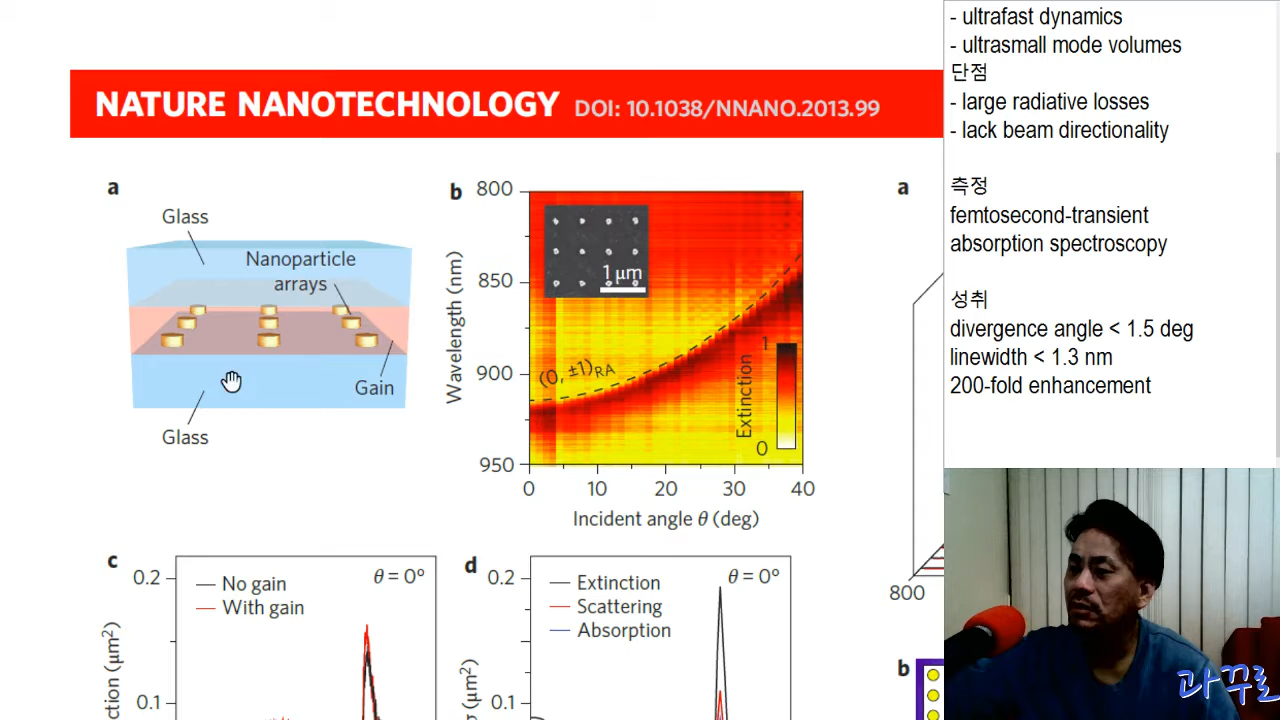 NATURE NANOTECHNOLOGY DOI: 10.1038/NNANO.2013.99
a
Glass
Nanoparticle
arrays
Gain
Glass
b
800
850
900
950
Wavelength (nm)
1 µm
(0, ±1)RA
Extinction
1
0
0 10 20 30 40
Incident angle θ (deg)
c
0.2
0.1
No gain
With gain
θ = 0°
ction (µm²)
d
0.2
0.1
Extinction
Scattering
Absorption
θ = 0°
(µm²)
a
800
b
- ultrafast dynamics
- ultrasmall mode volumes
단점
- large radiative losses
- lack beam directionality
측정
femtosecond-transient
absorption spectroscopy
성취
divergence angle < 1.5 deg
linewidth < 1.3 nm
200-fold enhancement
과꾸로